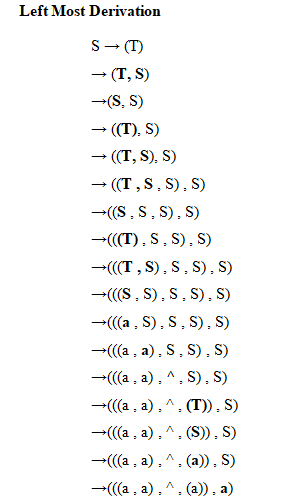 Left Most Derivation
S → (T)
→ (T, S)
→(S, S)
→ ((T), S)
→ ((T, S), S)
→ ((T , S , S) , S)
→((S , S , S) , S)
→(((T) , S , S) , S)
→(((T , S) , S , S) , S)
→(((S , S) , S , S) , S)
→(((a , S) , S , S) , S)
→(((a , a) , S , S) , S)
→(((a , a) , ^ , S) , S)
→(((a , a) , ^ , (T)) , S)
→(((a , a) , ^ , (S)) , S)
→(((a , a) , ^ , (a)) , S)
→(((a , a) , ^ , (a)) , a)